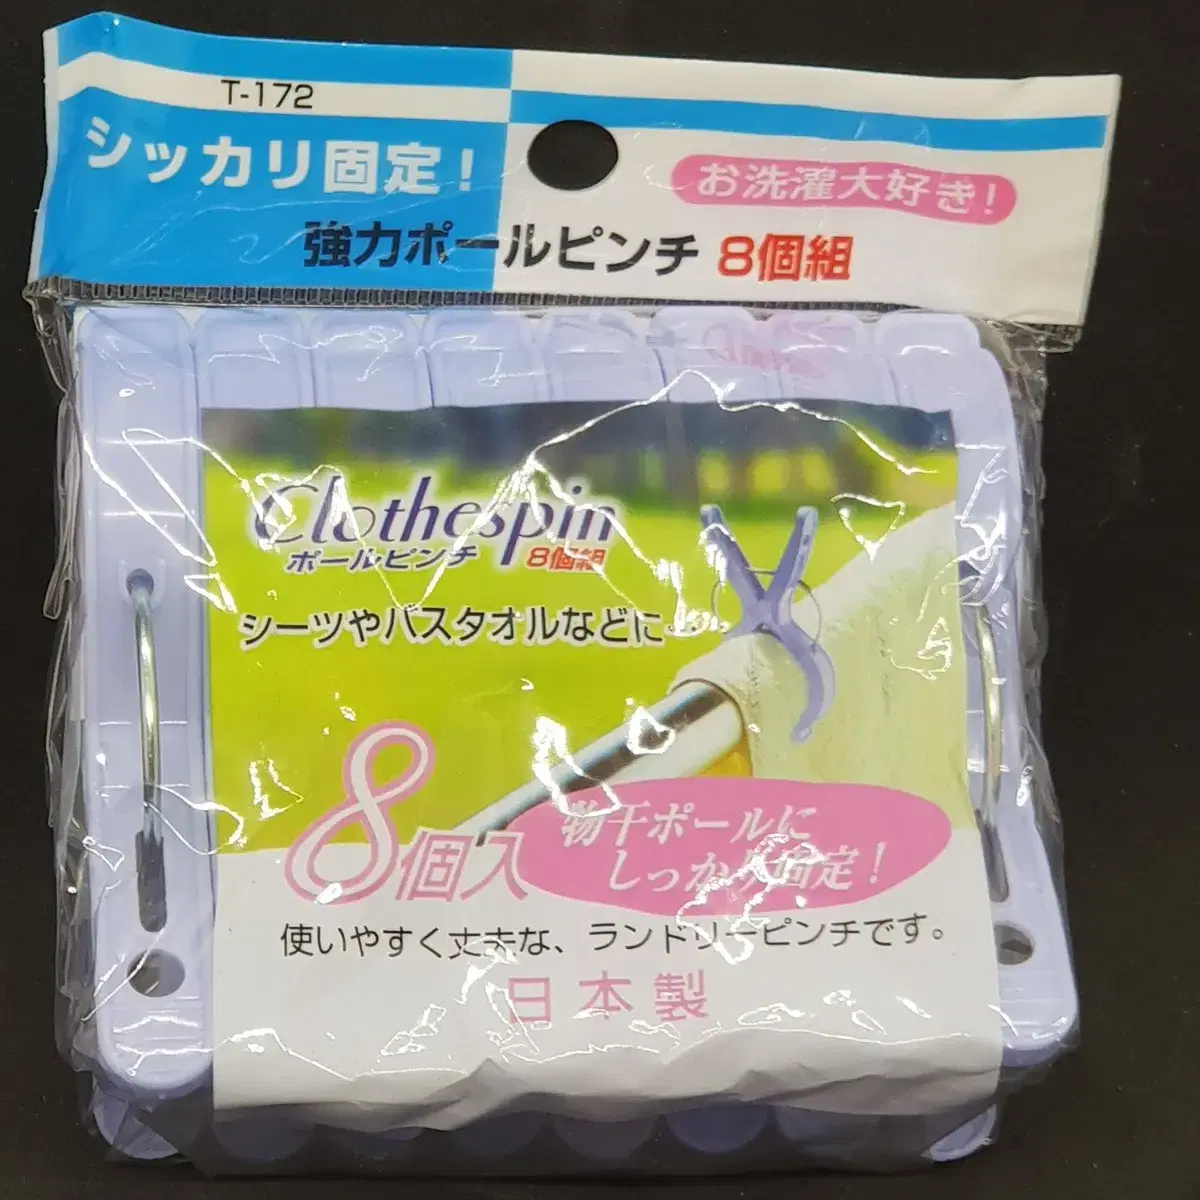 T-172
シッカリ固定!
お洗濯大好き!
強力ポールピンチ 8個組
Clothespin
ポールピンチ 8個組
シーツやバスタオルなどに…
8個入
物干ポールに
しっかり固定!
使いやすく丈夫な、ランドリーピンチです。
日本製